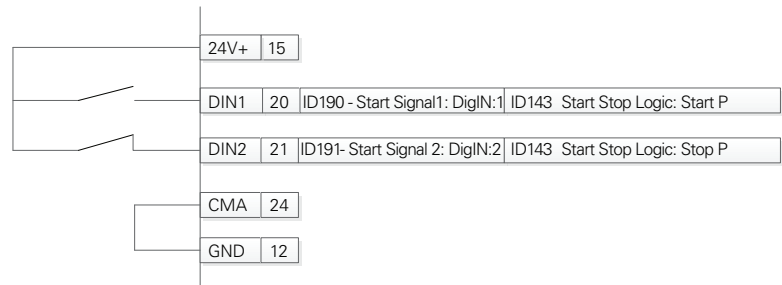 24V+ 15
DIN1 20 ID190 - Start Signal1: DigIN:1 ID143 Start Stop Logic: Start P
DIN2 21 ID191- Start Signal 2: DigIN:2 ID143 Start Stop Logic: Stop P
CMA 24
GND 12